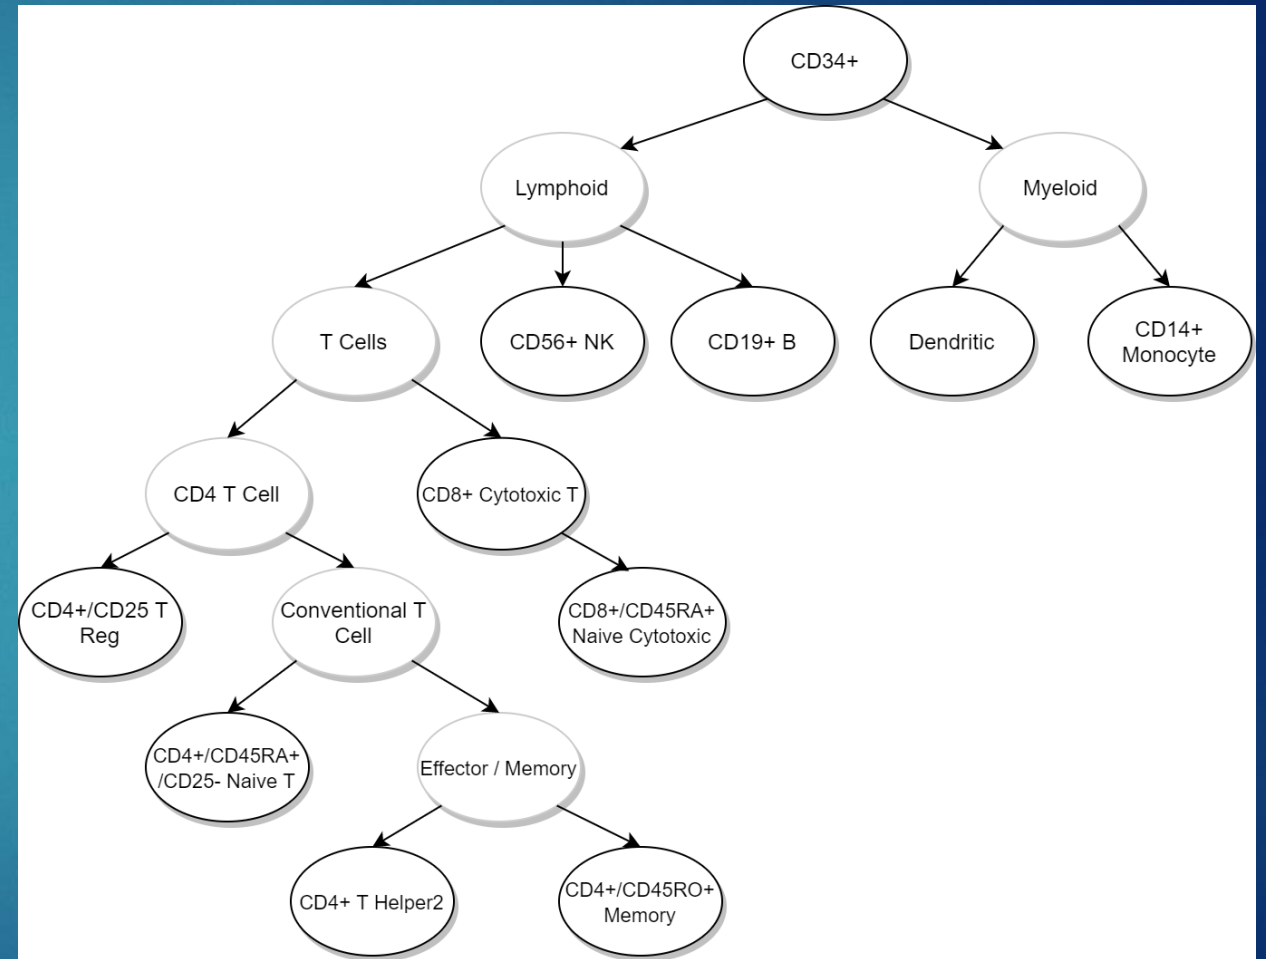 CD34+
Lymphoid
Myeloid
T Cells
CD56+ NK
CD19+ B
Dendritic
CD14+
Monocyte
CD4 T Cell
CD8+ Cytotoxic T
CD4+/CD25 T
Reg
Conventional T
Cell
CD8+/CD45RA+
Naive Cytotoxic
CD4+/CD45RA+
/CD25- Naive T
Effector / Memory
CD4+ T Helper2
CD4+/CD45RO+
Memory